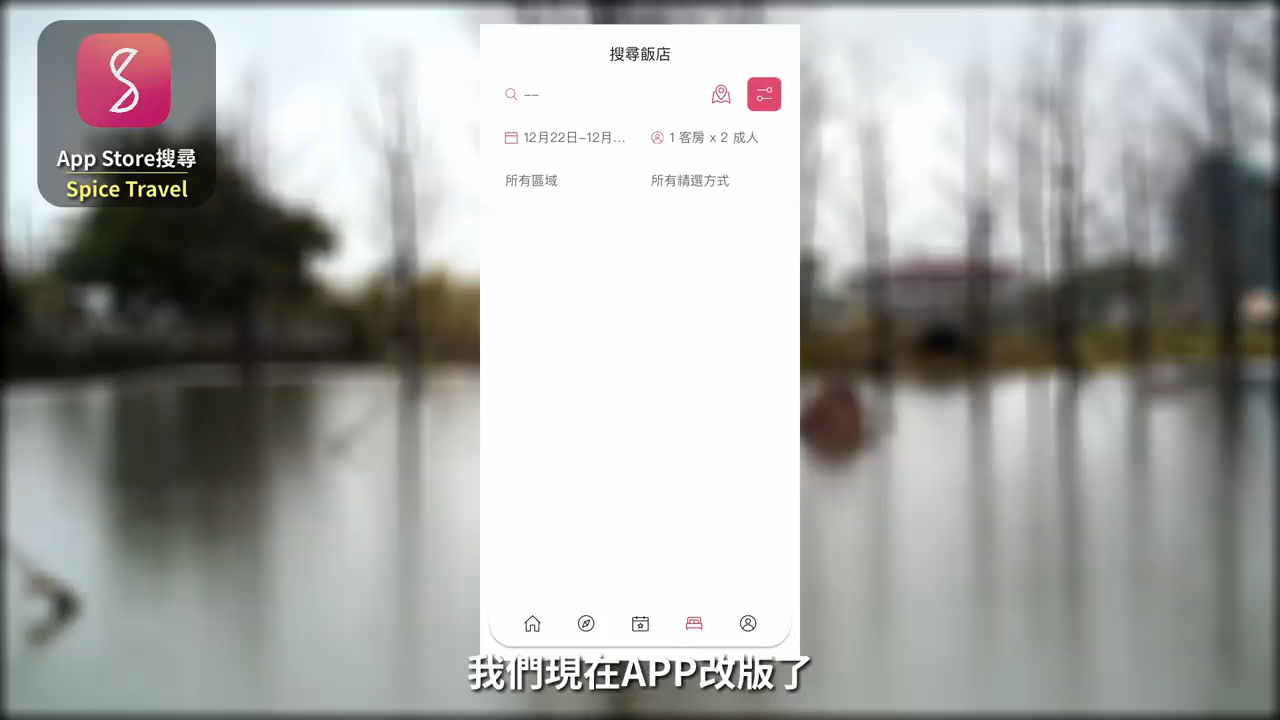 App Store搜尋
Spice Travel
搜尋飯店
--
12月22日-12月...
1 客房 x 2 成人
所有區域
所有精選方式
我們現在APP改版了